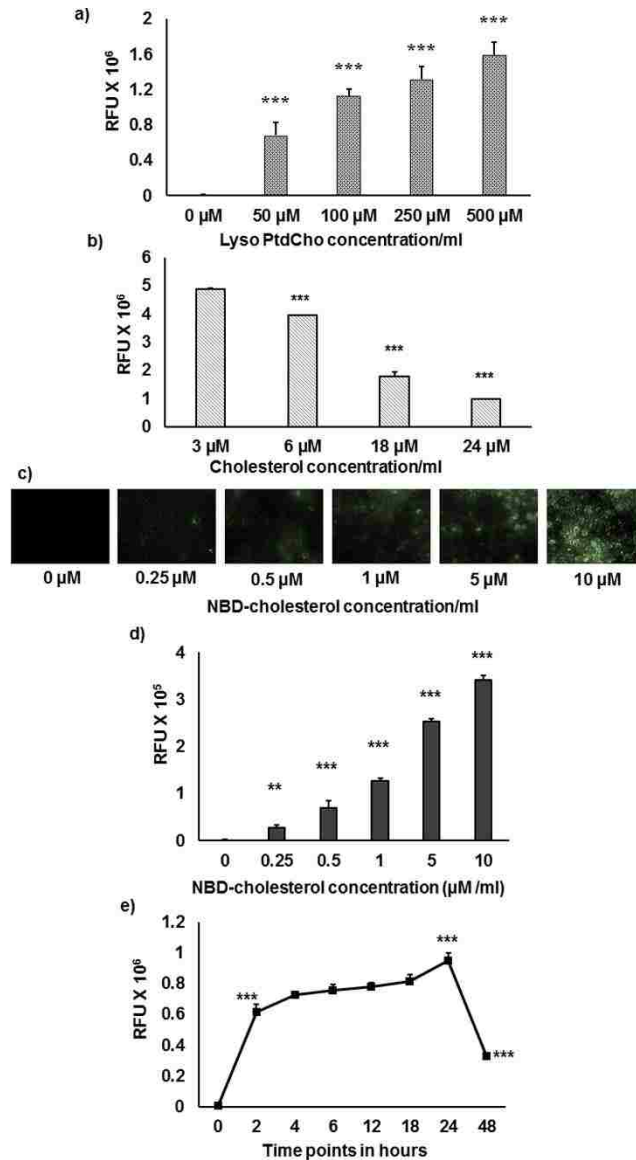 a)
2
1.6
1.2
0.8
0.4
0
RFU X 10⁶
***
***
***
***
0 µM 50 µM 100 µM 250 µM 500 µM
Lyso PtdCho concentration/ml
b)
6
5
4
3
2
1
0
RFU X 10⁶
***
***
***
3 µM 6 µM 18 µM 24 µM
Cholesterol concentration/ml
c)
0 µM 0.25 µM 0.5 µM 1 µM 5 µM 10 µM
NBD-cholesterol concentration/ml
d)
4
3
2
1
0
RFU X 10⁵
**
***
***
***
***
0 0.25 0.5 1 5 10
NBD-cholesterol concentration (µM /ml)
e)
1.2
1
0.8
0.6
0.4
0.2
0
RFU X 10⁶
***
***
***
0 2 4 6 12 18 24 48
Time points in hours